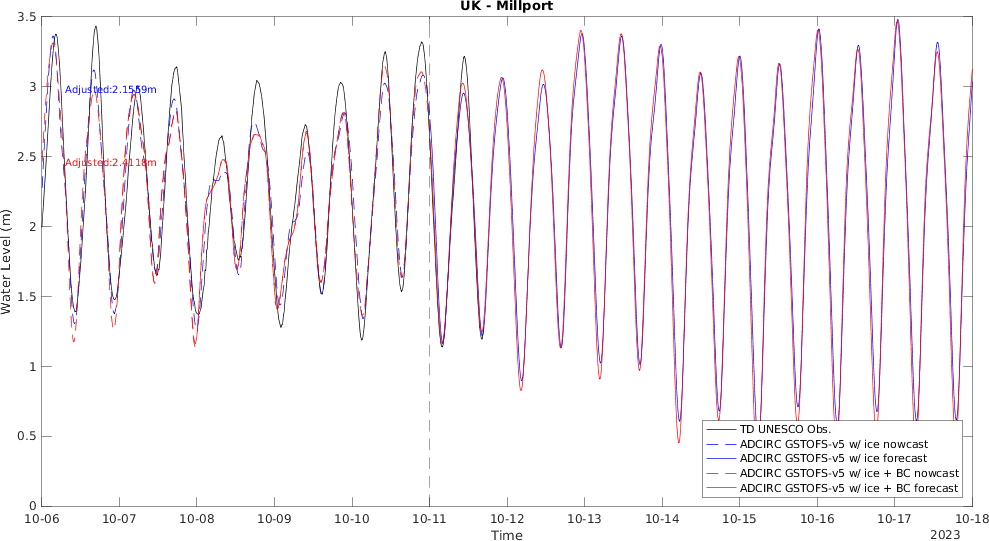 UK - Millport
3.5
3
2.5
2
1.5
1
0.5
0
Water Level (m)
Adjusted:2.1559m
Adjusted:2.4118m
TD UNESCO Obs.
ADCIRC GSTOFS-v5 w/ ice nowcast
ADCIRC GSTOFS-v5 w/ ice forecast
ADCIRC GSTOFS-v5 w/ ice + BC nowcast
ADCIRC GSTOFS-v5 w/ ice + BC forecast
10-06 10-07 10-08 10-09 10-10 10-11 10-12 10-13 10-14 10-15 10-16 10-17 10-18
Time
2023